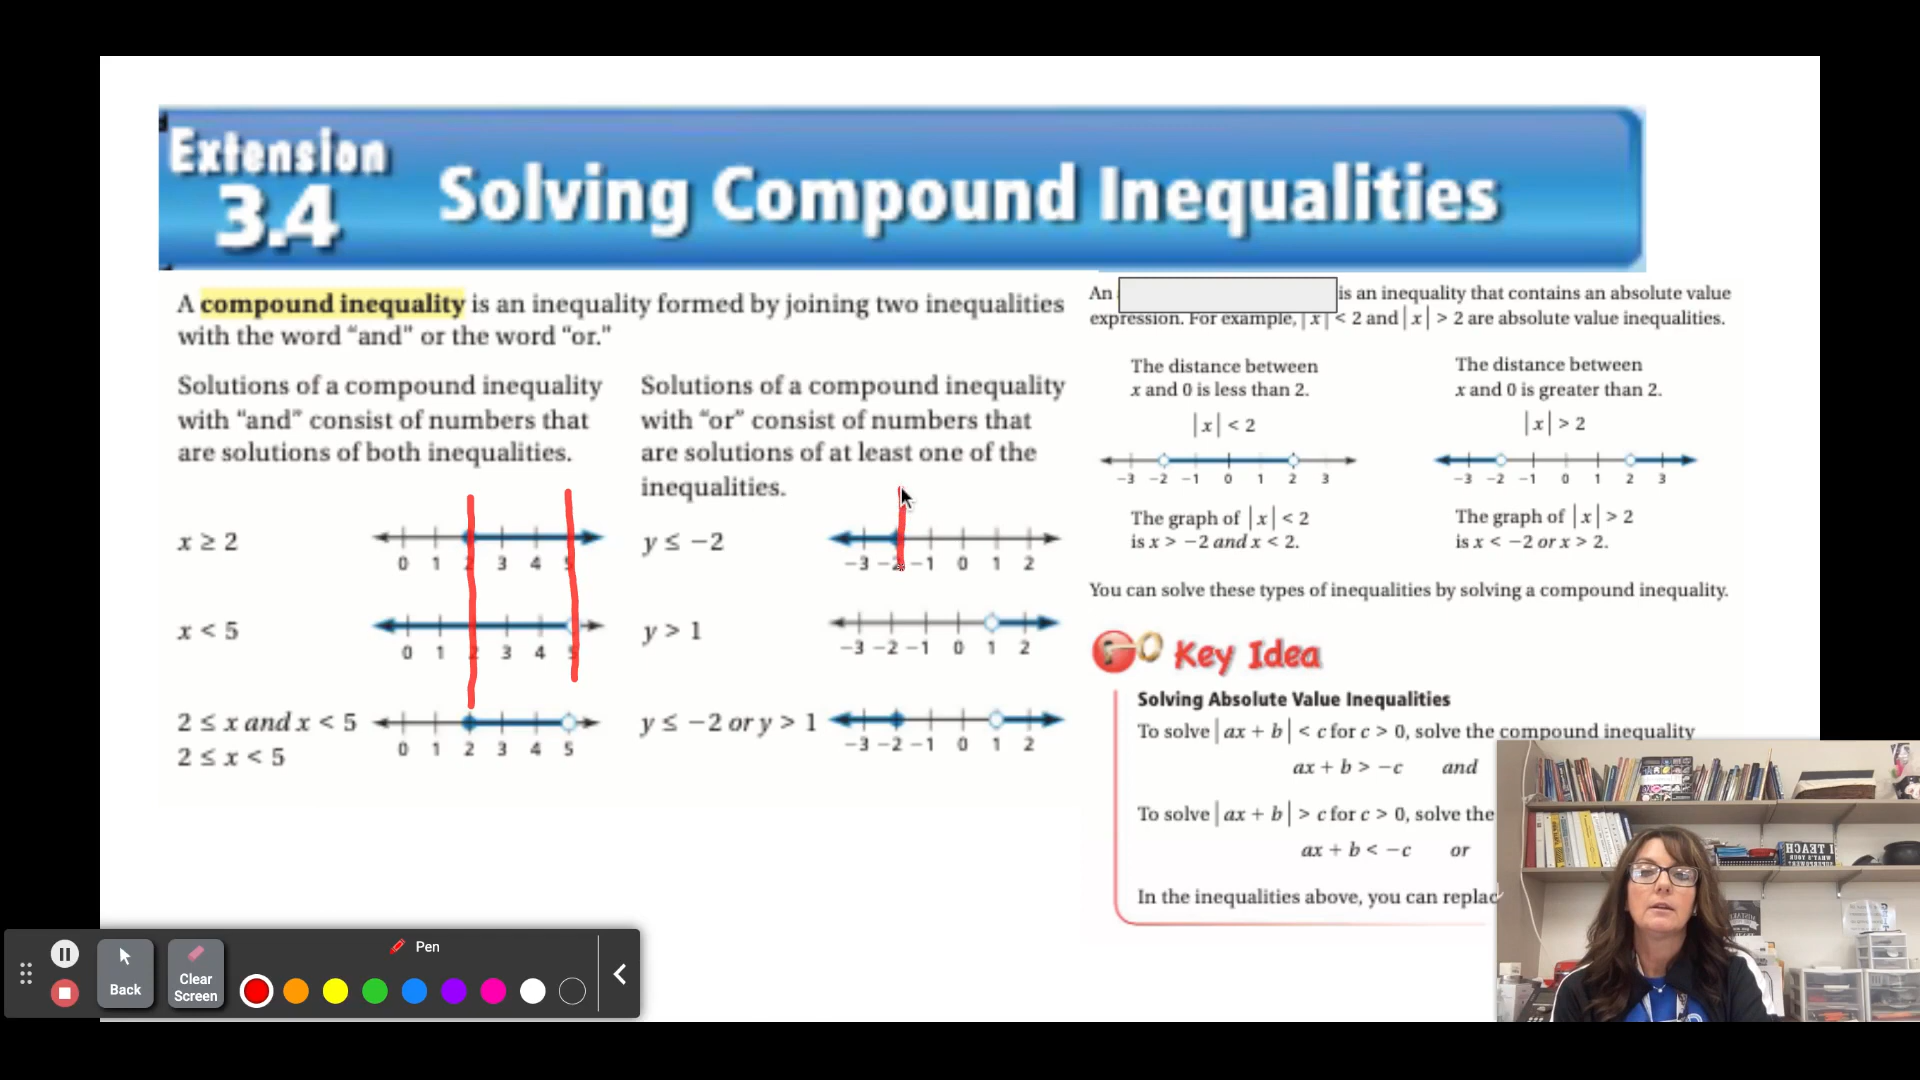 Extension
3.4
Solving Compound Inequalities
A compound inequality is an inequality formed by joining two inequalities
with the word “and” or the word “or.”
Solutions of a compound inequality
with “and” consist of numbers that
are solutions of both inequalities.
x ≥ 2
0 1 2 3 4 5
x < 5
0 1 2 3 4 5
2 ≤ x and x < 5
2 ≤ x < 5
0 1 2 3 4 5
Solutions of a compound inequality
with “or” consist of numbers that
are solutions of at least one of the
inequalities.
y ≤ −2
−3 −2 −1 0 1 2
y > 1
−3 −2 −1 0 1 2
y ≤ −2 or y > 1
−3 −2 −1 0 1 2
An is an inequality that contains an absolute value
expression. For example, |x| < 2 and |x| > 2 are absolute value inequalities.
The distance between
x and 0 is less than 2.
|x| < 2
−3 −2 −1 0 1 2 3
The graph of |x| < 2
is x > −2 and x < 2.
The distance between
x and 0 is greater than 2.
|x| > 2
−3 −2 −1 0 1 2 3
The graph of |x| > 2
is x < −2 or x > 2.
You can solve these types of inequalities by solving a compound inequality.
Key Idea
Solving Absolute Value Inequalities
To solve |ax + b| < c for c > 0, solve the compound inequality
ax + b > −c and
To solve |ax + b| > c for c > 0, solve the
ax + b < −c or
In the inequalities above, you can replac
Pen
Back
Clear
Screen
I TEACH